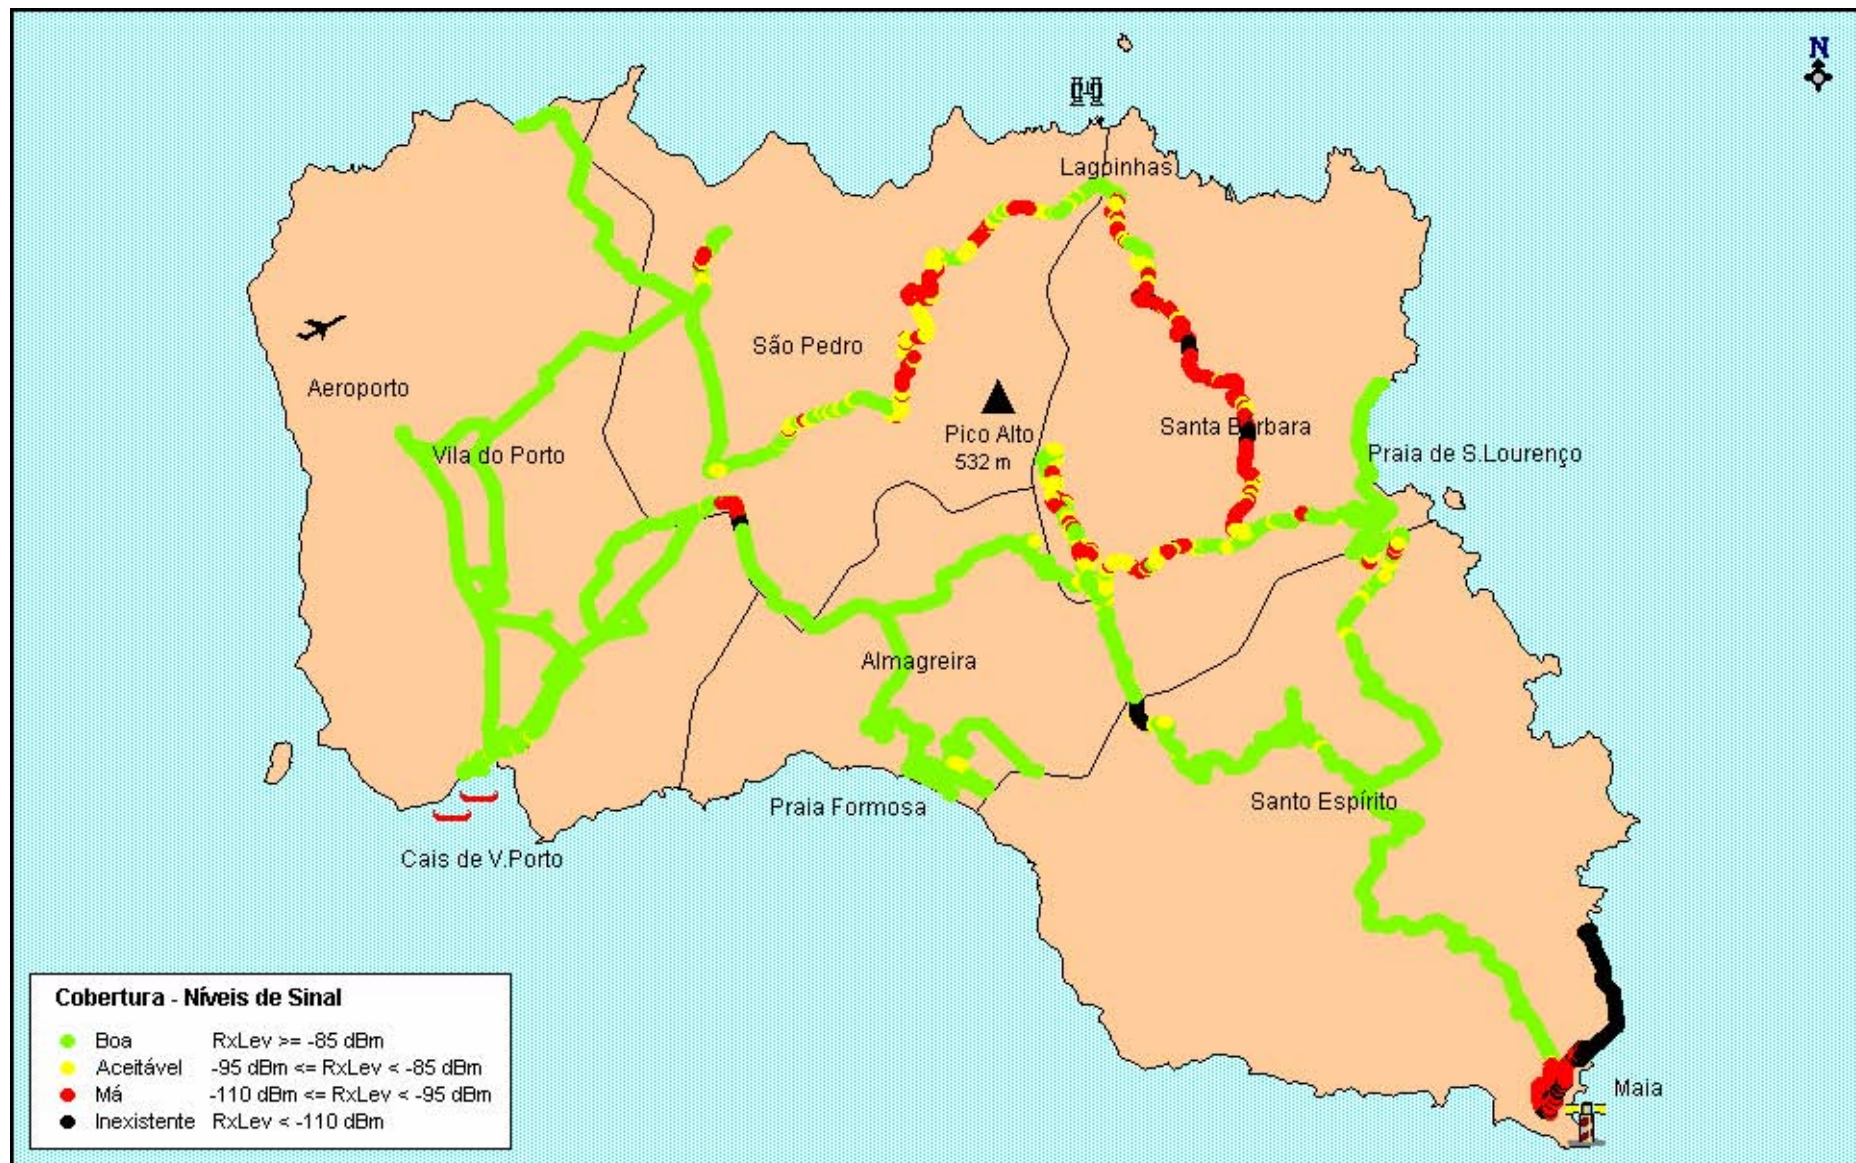 N
Lagoinhas
São Pedro
Aeroporto
Pico Alto
532 m
Santa Bárbara
Vila do Porto
Praia de S.Lourenço
Almagreira
Praia Formosa
Santo Espírito
Cais de V.Porto
Maia
Cobertura - Níveis de Sinal
Boa RxLev >= -85 dBm
Aceitável -95 dBm <= RxLev < -85 dBm
Má -110 dBm <= RxLev < -95 dBm
Inexistente RxLev < -110 dBm